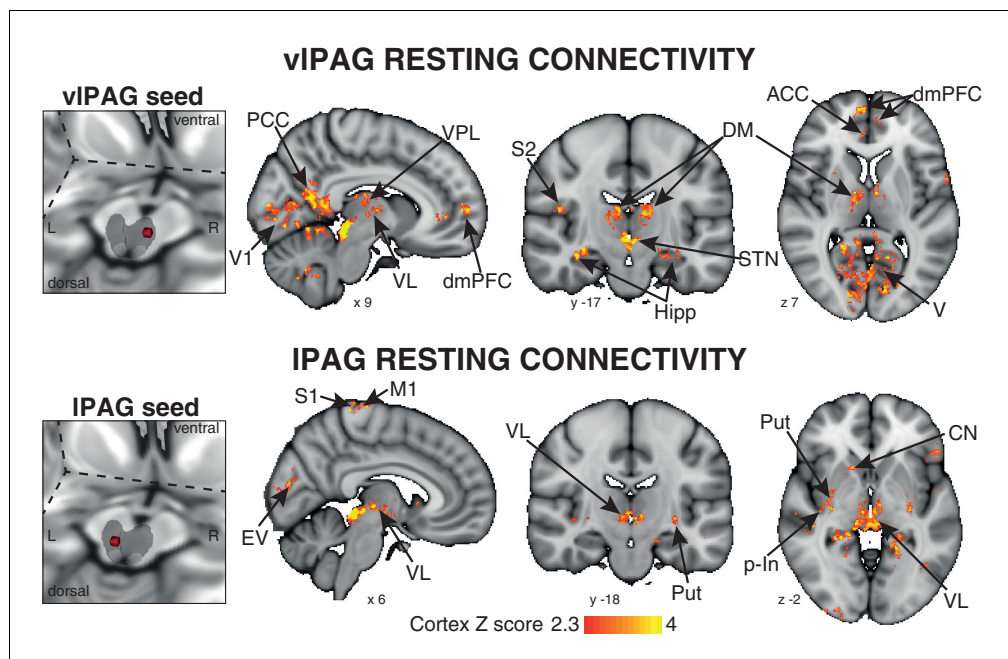 vlPAG RESTING CONNECTIVITY
vlPAG seed
ventral
L
R
dorsal
PCC
VPL
V1
VL
dmPFC
x 9
S2
DM
STN
Hipp
y -17
ACC
dmPFC
V
z 7
lPAG RESTING CONNECTIVITY
lPAG seed
ventral
L
R
dorsal
S1
M1
EV
VL
x 6
VL
Put
y -18
Put
CN
p-In
VL
z -2
Cortex Z score 2.3 4